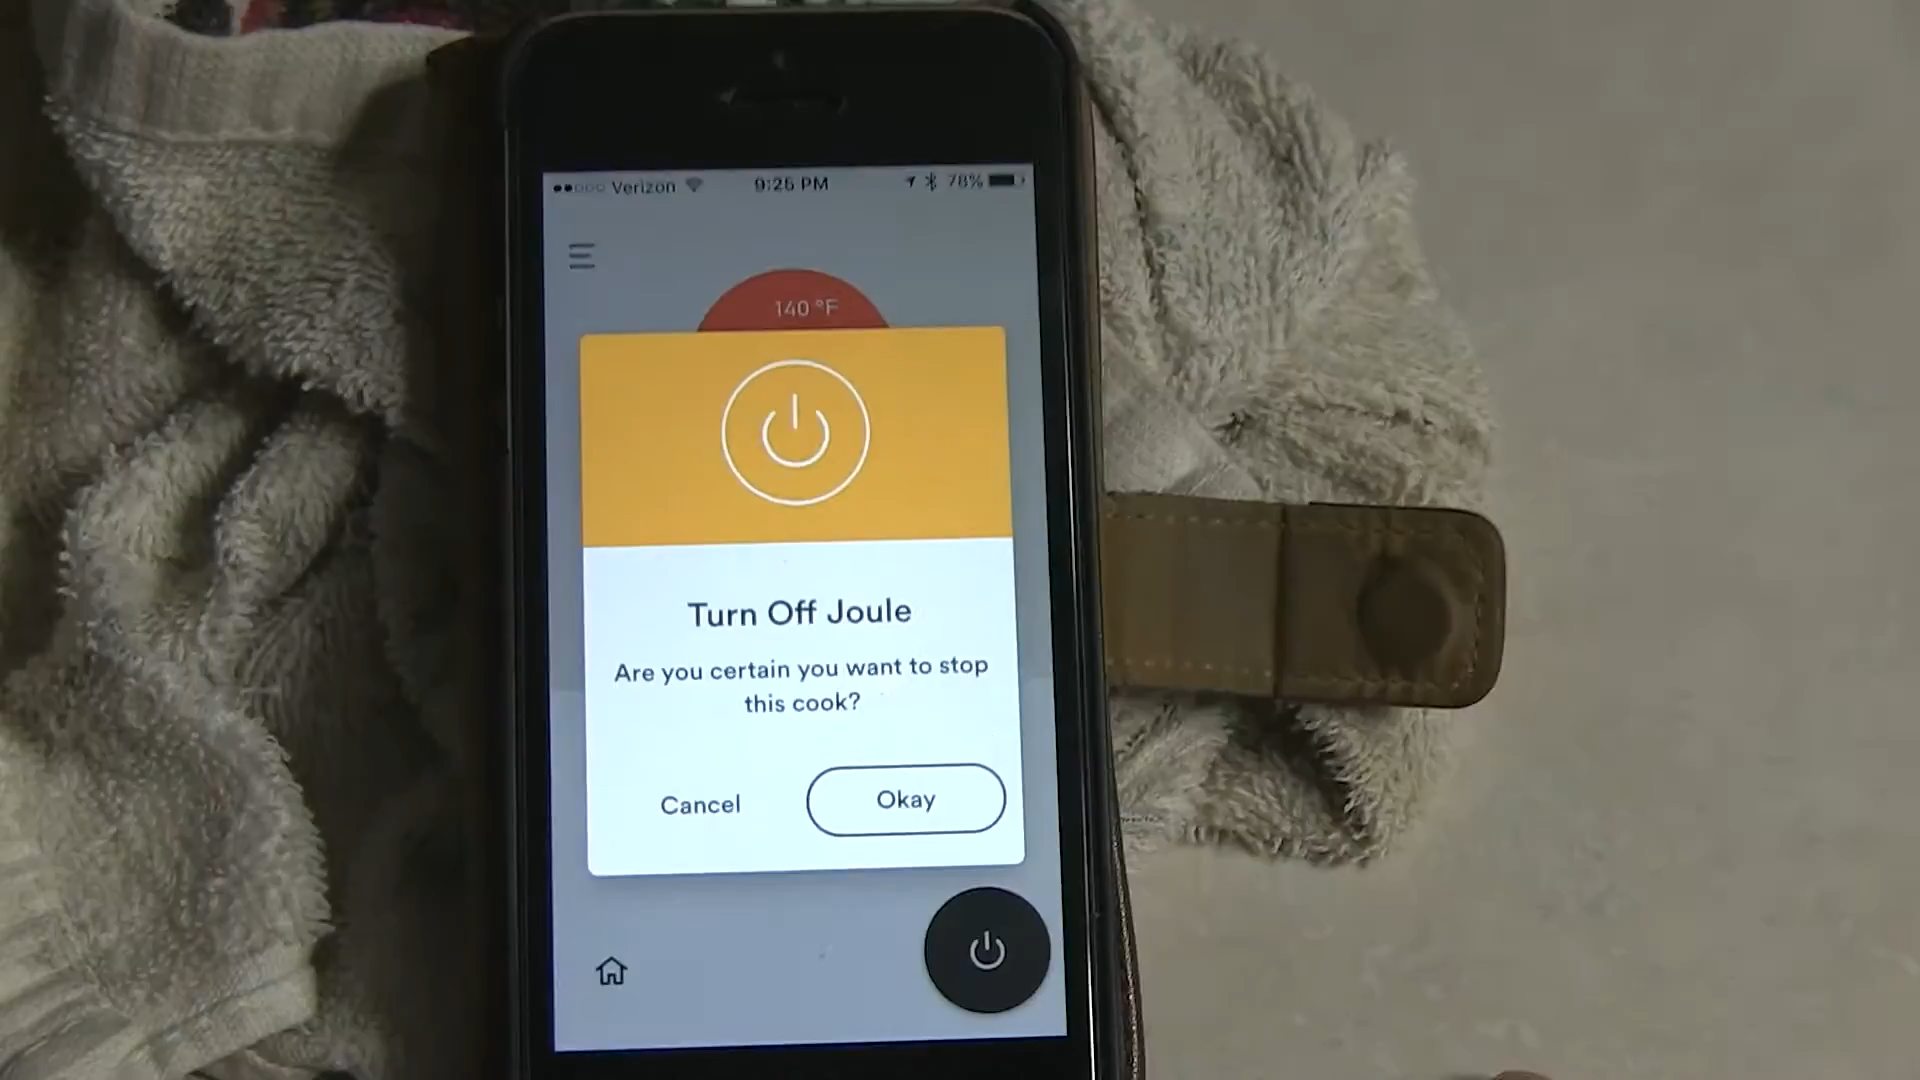 Verizon 9:25 PM 78%
140 °F
Turn Off Joule
Are you certain you want to stop
this cook?
Cancel Okay